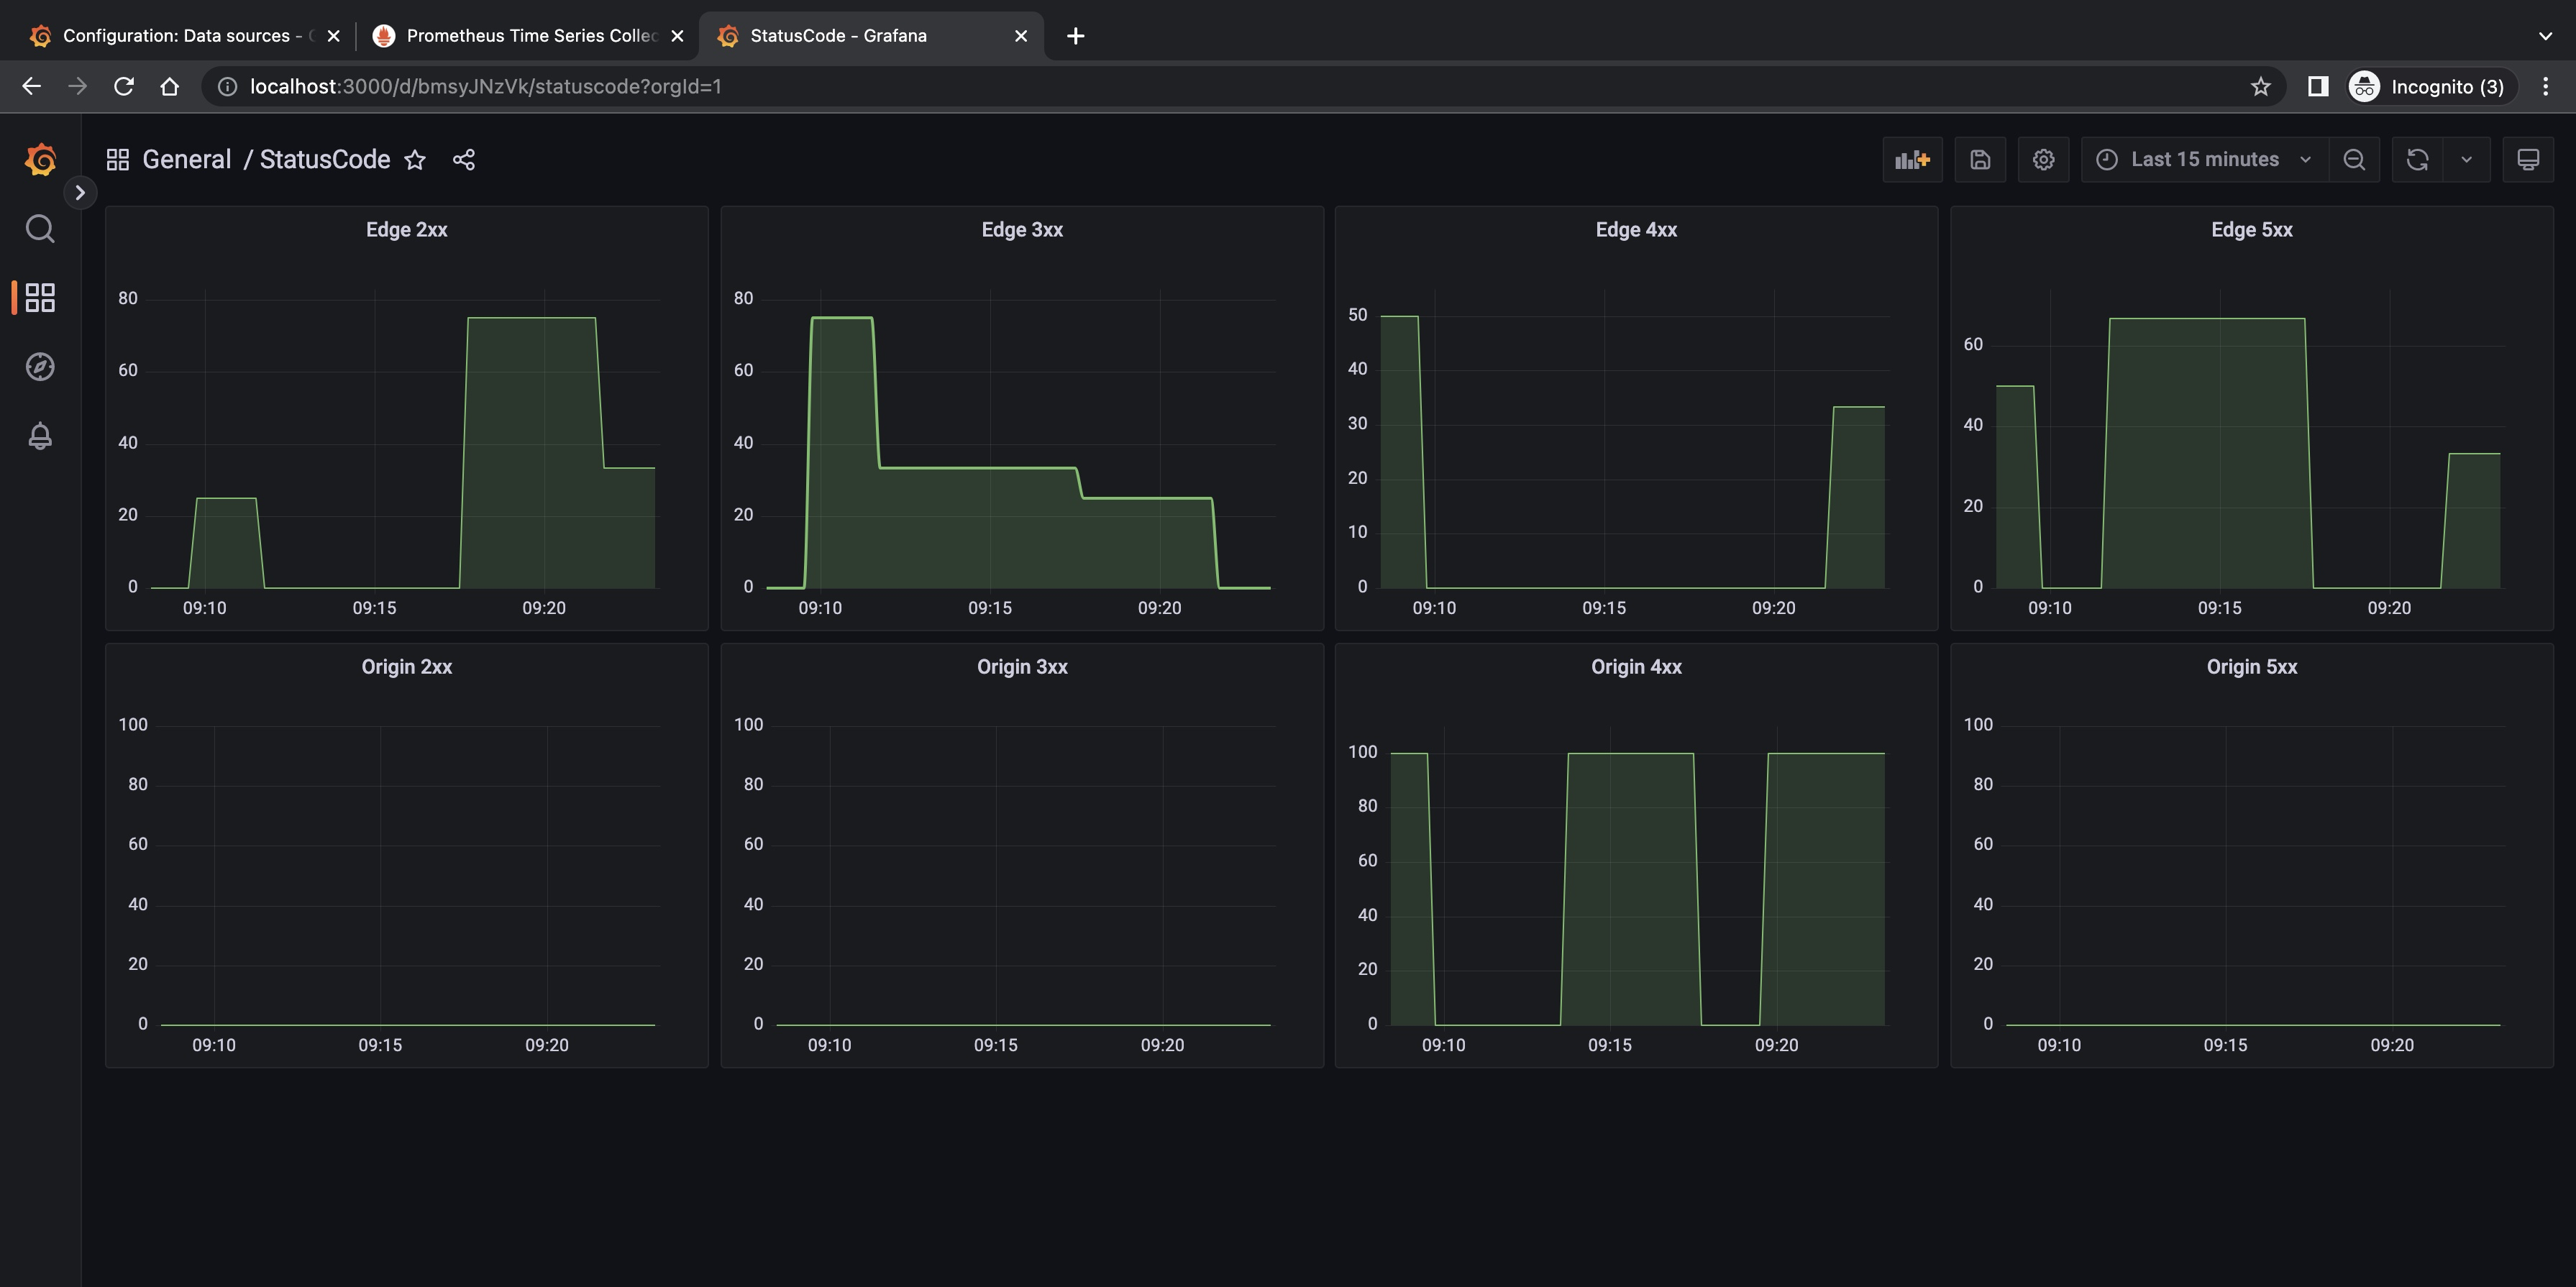 Configuration: Data sources -
Prometheus Time Series Collec
StatusCode - Grafana
localhost:3000/d/bmsyJNzVk/statuscode?orgId=1
Incognito (3)
General / StatusCode
Last 15 minutes
Edge 2xx
80
60
40
20
0
09:10 09:15 09:20
Edge 3xx
80
60
40
20
0
09:10 09:15 09:20
Edge 4xx
50
40
30
20
10
0
09:10 09:15 09:20
Edge 5xx
60
40
20
0
09:10 09:15 09:20
Origin 2xx
100
80
60
40
20
0
09:10 09:15 09:20
Origin 3xx
100
80
60
40
20
0
09:10 09:15 09:20
Origin 4xx
100
80
60
40
20
0
09:10 09:15 09:20
Origin 5xx
100
80
60
40
20
0
09:10 09:15 09:20